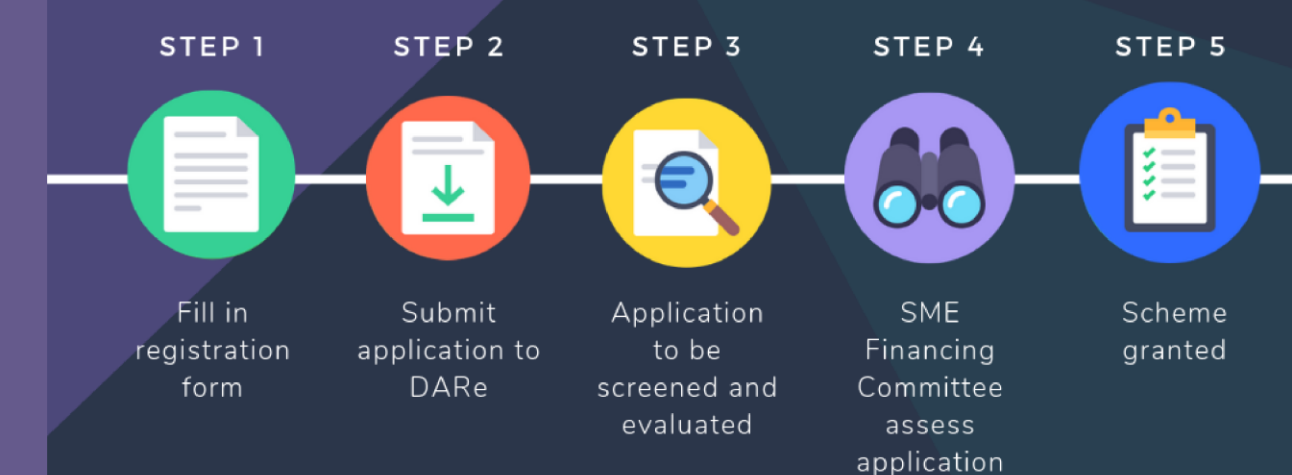 STEP 1
Fill in
registration
form
STEP 2
Submit
application to
DARe
STEP 3
Application
to be
screened and
evaluated
STEP 4
SME
Financing
Committee
assess
application
STEP 5
Scheme
granted